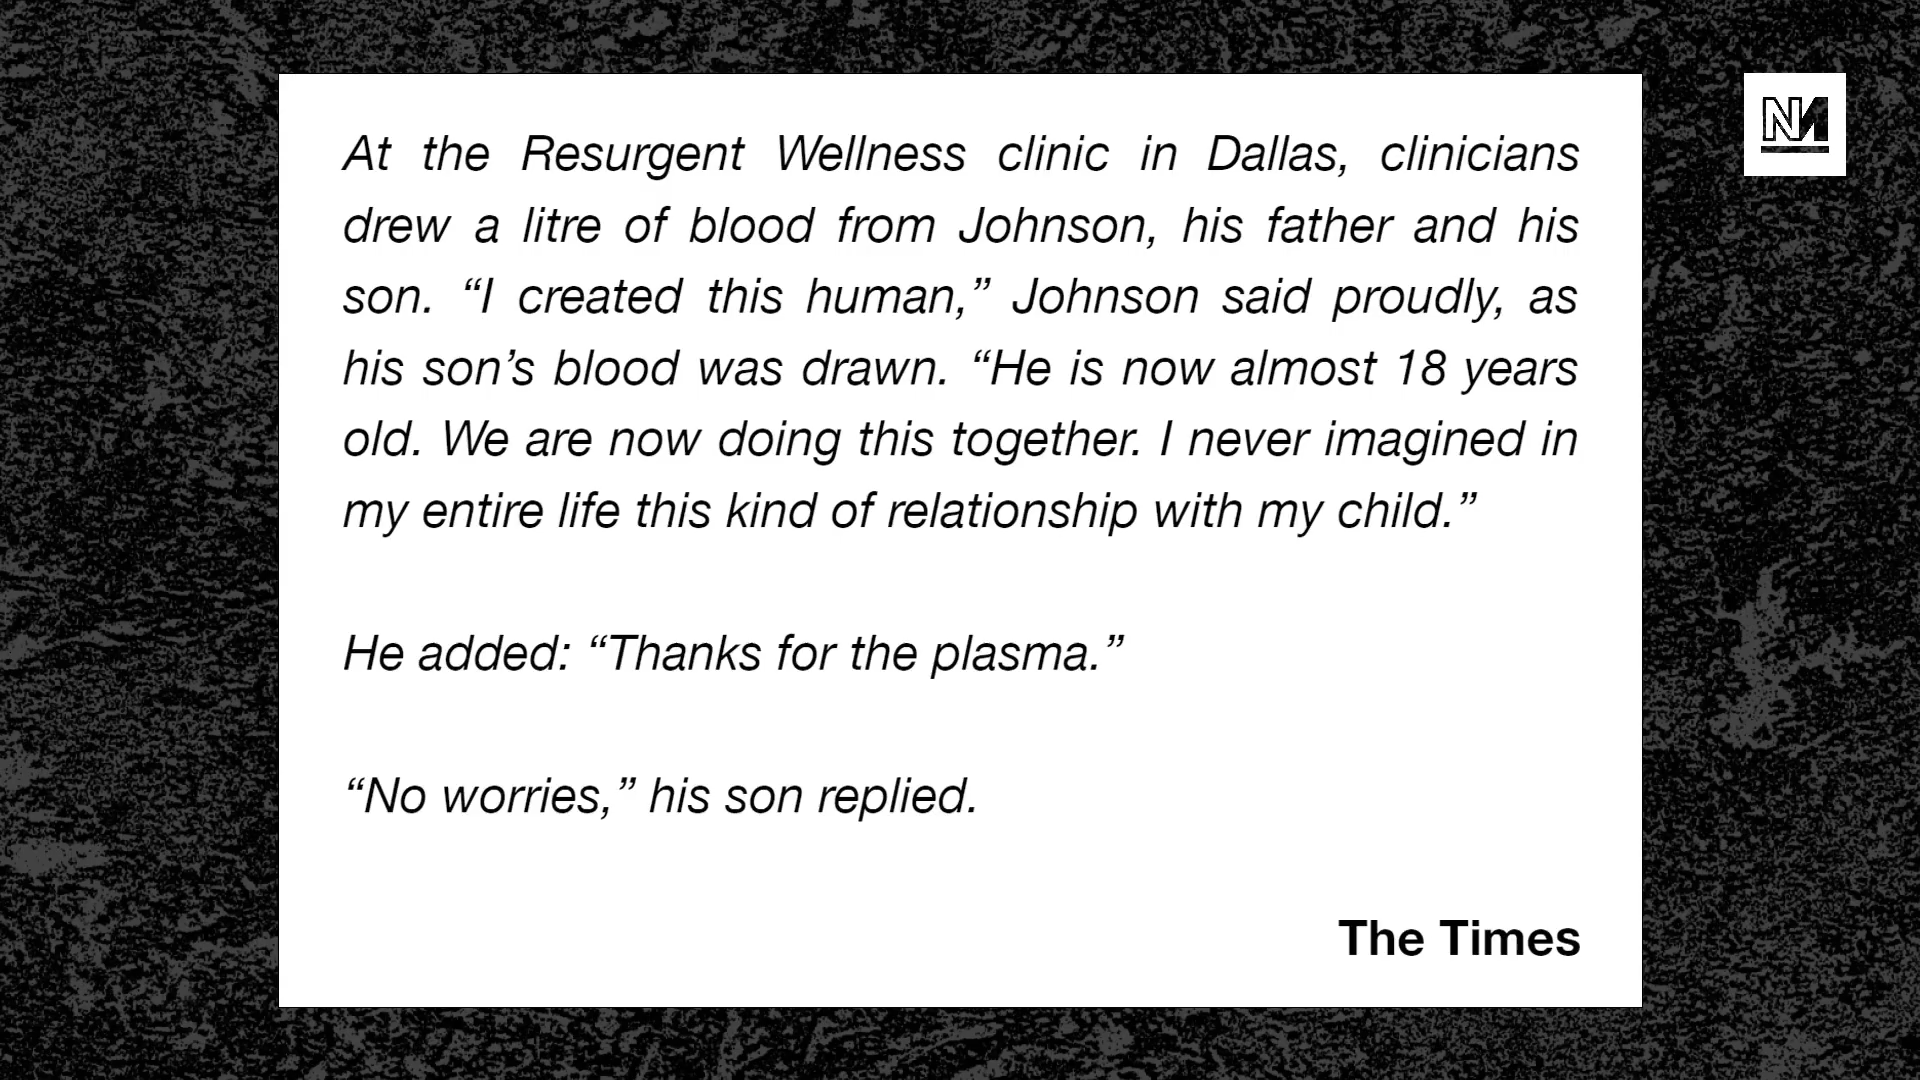 At the Resurgent Wellness clinic in Dallas, clinicians
drew a litre of blood from Johnson, his father and his
son. “I created this human,” Johnson said proudly, as
his son’s blood was drawn. “He is now almost 18 years
old. We are now doing this together. I never imagined in
my entire life this kind of relationship with my child.”
He added: “Thanks for the plasma.”
“No worries,” his son replied.
The Times
NM